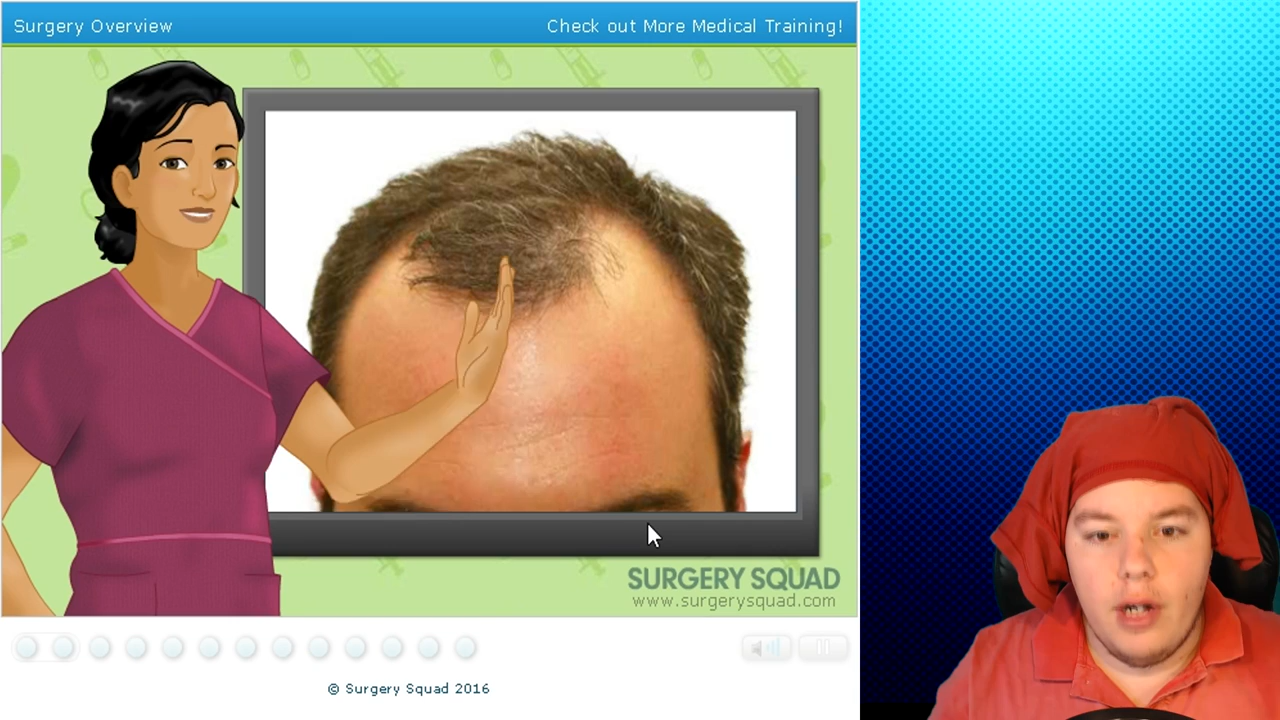 Surgery Overview
Check out More Medical Training!
SURGERY SQUAD
www.surgerysquad.com
© Surgery Squad 2016